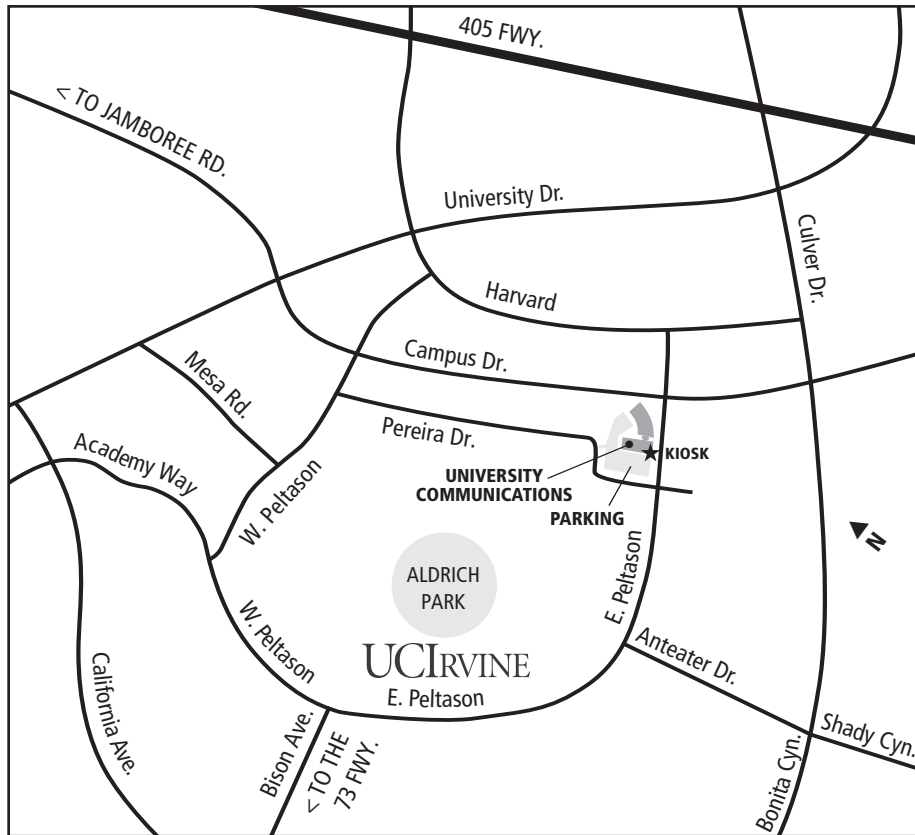 405 FWY.
< TO JAMBOREE RD.
University Dr.
Culver Dr.
Harvard
Campus Dr.
Mesa Rd.
Pereira Dr.
Academy Way
KIOSK
UNIVERSITY
COMMUNICATIONS
W. Peltason
PARKING
N
ALDRICH
PARK
E. Peltason
W. Peltason
UCIRVINE
Anteater Dr.
E. Peltason
California Ave.
Bison Ave.
< TO THE
73 FWY.
Shady Cyn.
Bonita Cyn.